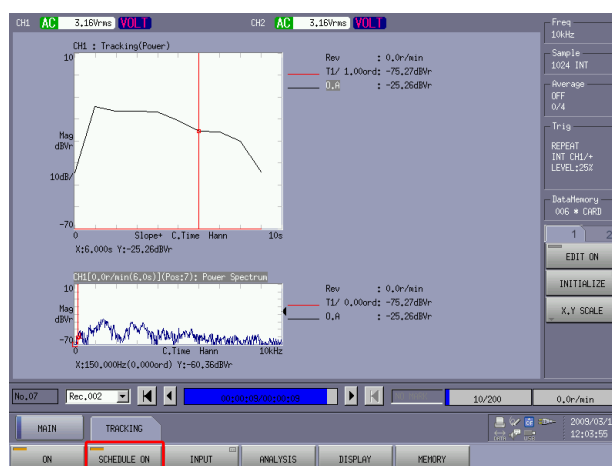 CH1 AC 3.16Vrms VOLT CH2 AC 3.16Vrms VOLT
CH1 : Tracking(Power)
10
Mag
dBVr
10dB/
-70
0 Slope+ C.Time Hann 10s
X:6.000s Y:-25.26dBVr
Rev : 0.0r/min
T1/ 1.00ord: -75.27dBVr
O.A : -25.26dBVr
CH1[0.0r/min(6.0s)](Pos:7): Power Spectrum
10
Mag
dBVr
-70
0 C.Time Hann 10kHz
X:150.000Hz(0.000ord) Y:-60.36dBVr
Rev : 0.0r/min
T1/ 0.00ord: -75.27dBVr
O.A : -25.26dBVr
Freq
10kHz
Sample
1024 INT
Average
OFF
0/4
Trig
REPEAT
INT CH1/+
LEVEL:25%
DataMemory
006 * CARD
1 2
EDIT ON
INITIALIZE
X,Y SCALE
No.07 Rec.002 10/200 0.0r/min
MAIN TRACKING
DATA USB
2009/03/1
12:03:55
ON SCHEDULE ON INPUT ANALYSIS DISPLAY MEMORY